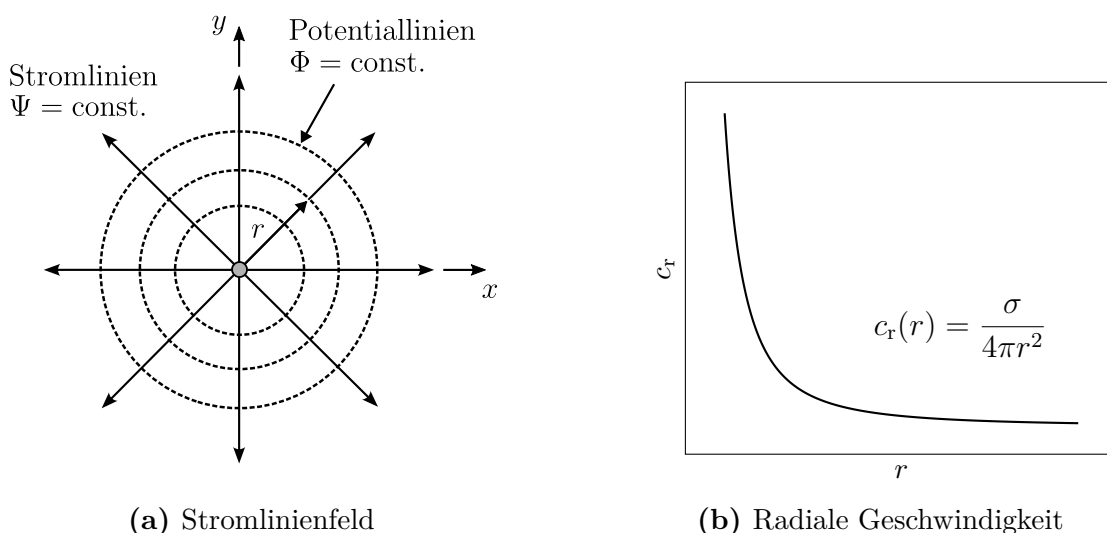 y
Potentiallinien
Φ = const.
Stromlinien
Ψ = const.
r
x
(a) Stromlinienfeld
c_r
c_r(r) = σ / 4πr²
r
(b) Radiale Geschwindigkeit